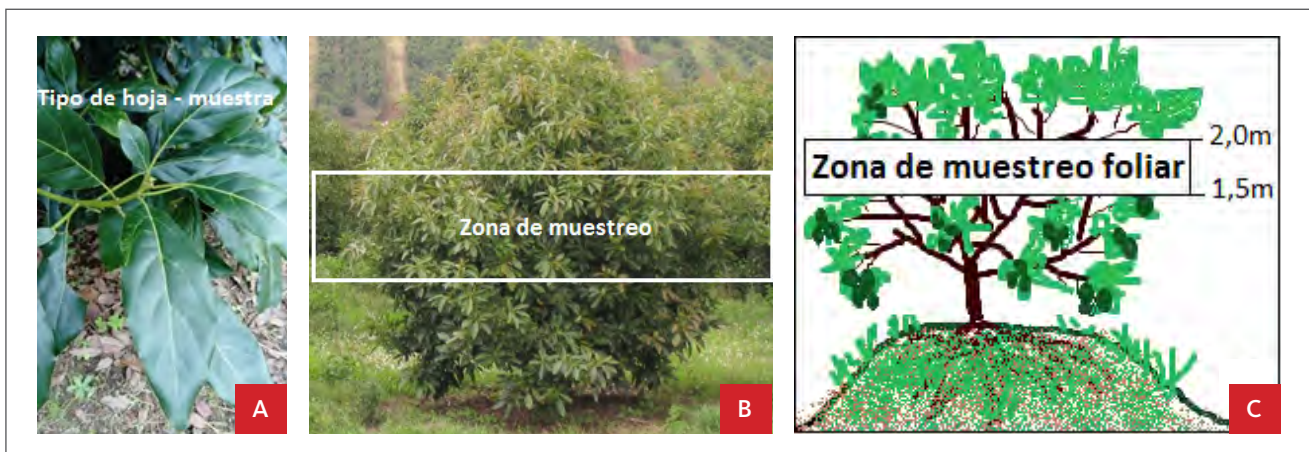 Tipo de hoja - muestra
A
Zona de muestreo
B
2,0m
Zona de muestreo foliar
1,5m
C